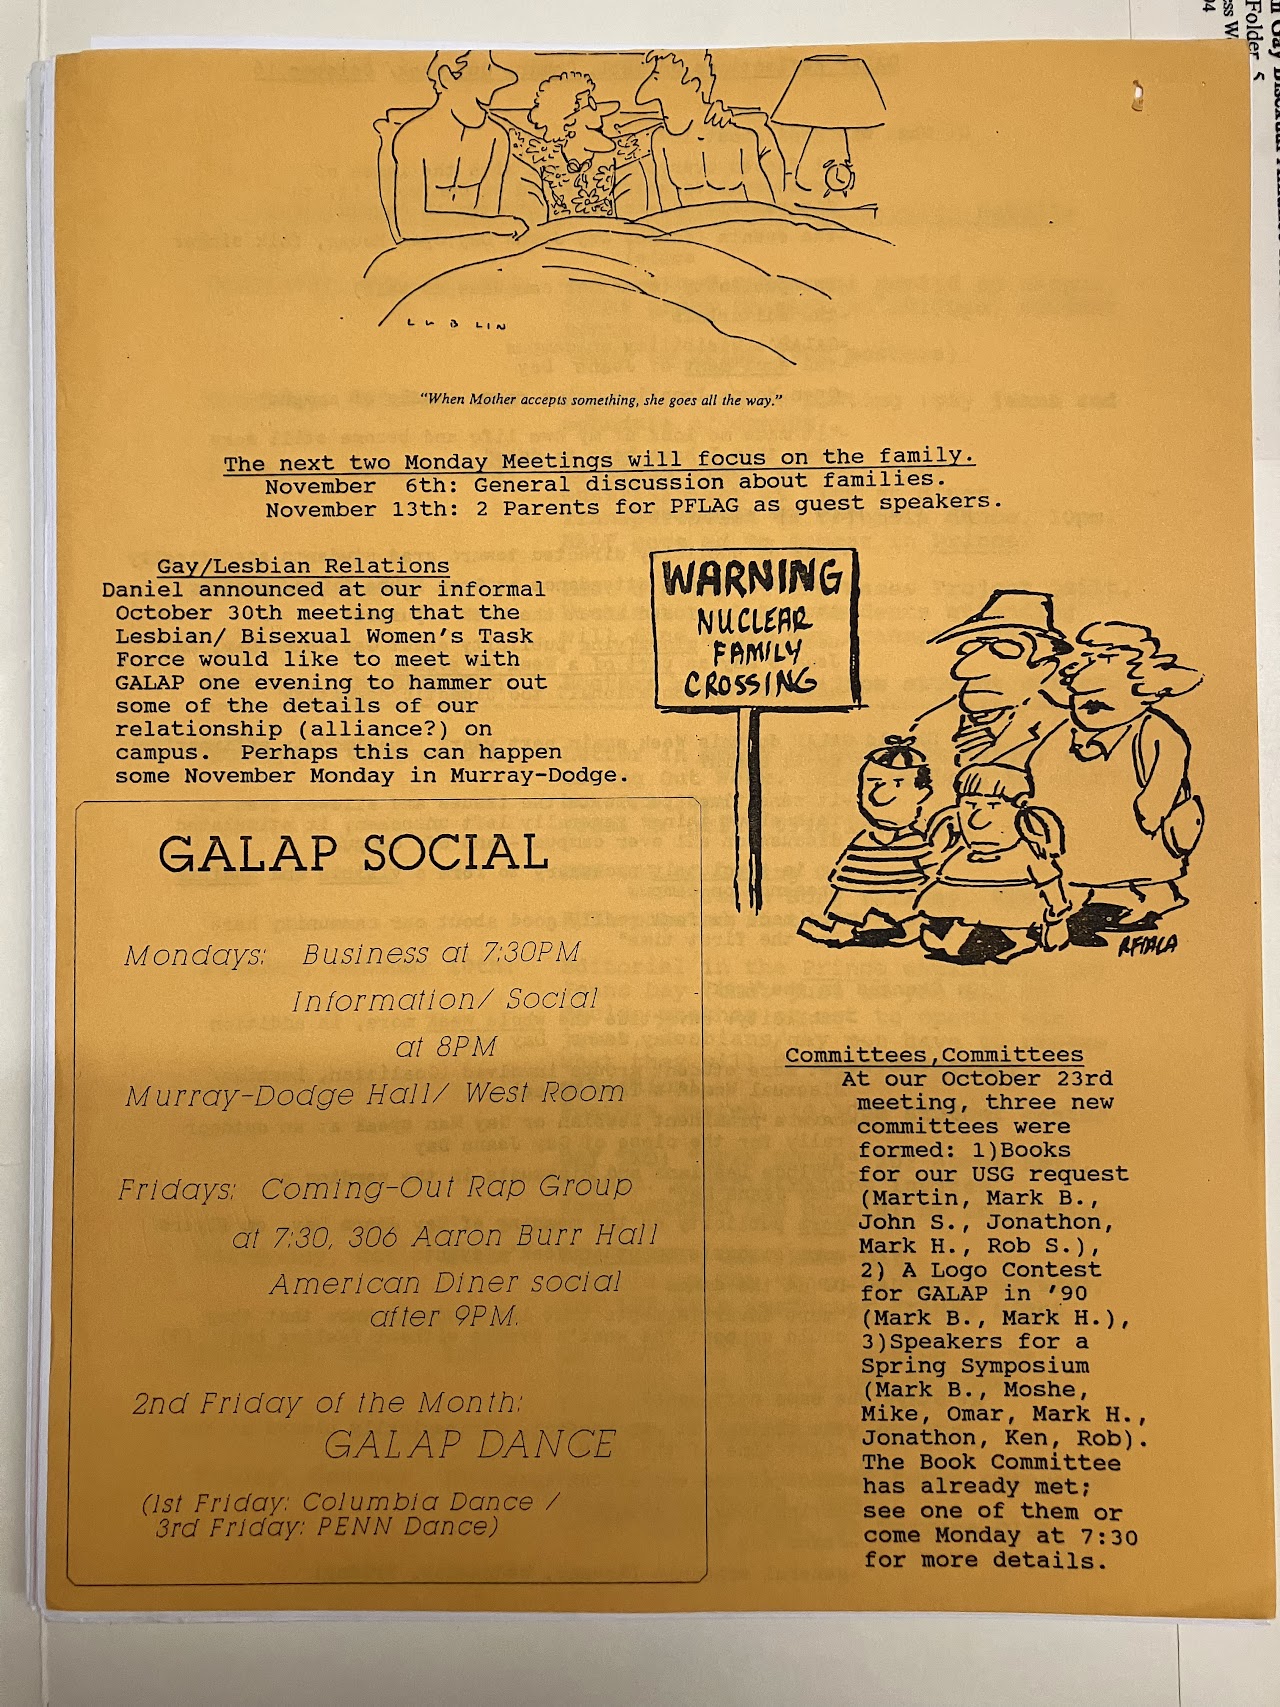 LUBLIN
"When Mother accepts something, she goes all the way."
The next two Monday Meetings will focus on the family.
November 6th: General discussion about families.
November 13th: 2 Parents for PFLAG as guest speakers.
Gay/Lesbian Relations
Daniel announced at our informal
October 30th meeting that the
Lesbian/ Bisexual Women's Task
Force would like to meet with
GALAP one evening to hammer out
some of the details of our
relationship (alliance?) on
campus. Perhaps this can happen
some November Monday in Murray-Dodge.
WARNING
NUCLEAR
FAMILY
CROSSING
GALAP SOCIAL
Mondays: Business at 7:30PM
Information/ Social
at 8PM
Murray-Dodge Hall/ West Room
Fridays: Coming-Out Rap Group
at 7:30, 306 Aaron Burr Hall
American Diner social
after 9PM.
2nd Friday of the Month:
GALAP DANCE
(1st Friday: Columbia Dance /
3rd Friday: PENN Dance)
Committees,Committees
At our October 23rd
meeting, three new
committees were
formed: 1)Books
for our USG request
(Martin, Mark B.,
John S., Jonathon,
Mark H., Rob S.),
2) A Logo Contest
for GALAP in '90
(Mark B., Mark H.),
3)Speakers for a
Spring Symposium
(Mark B., Moshe,
Mike, Omar, Mark H.,
Jonathon, Ken, Rob).
The Book Committee
has already met;
see one of them or
come Monday at 7:30
for more details.
Folder